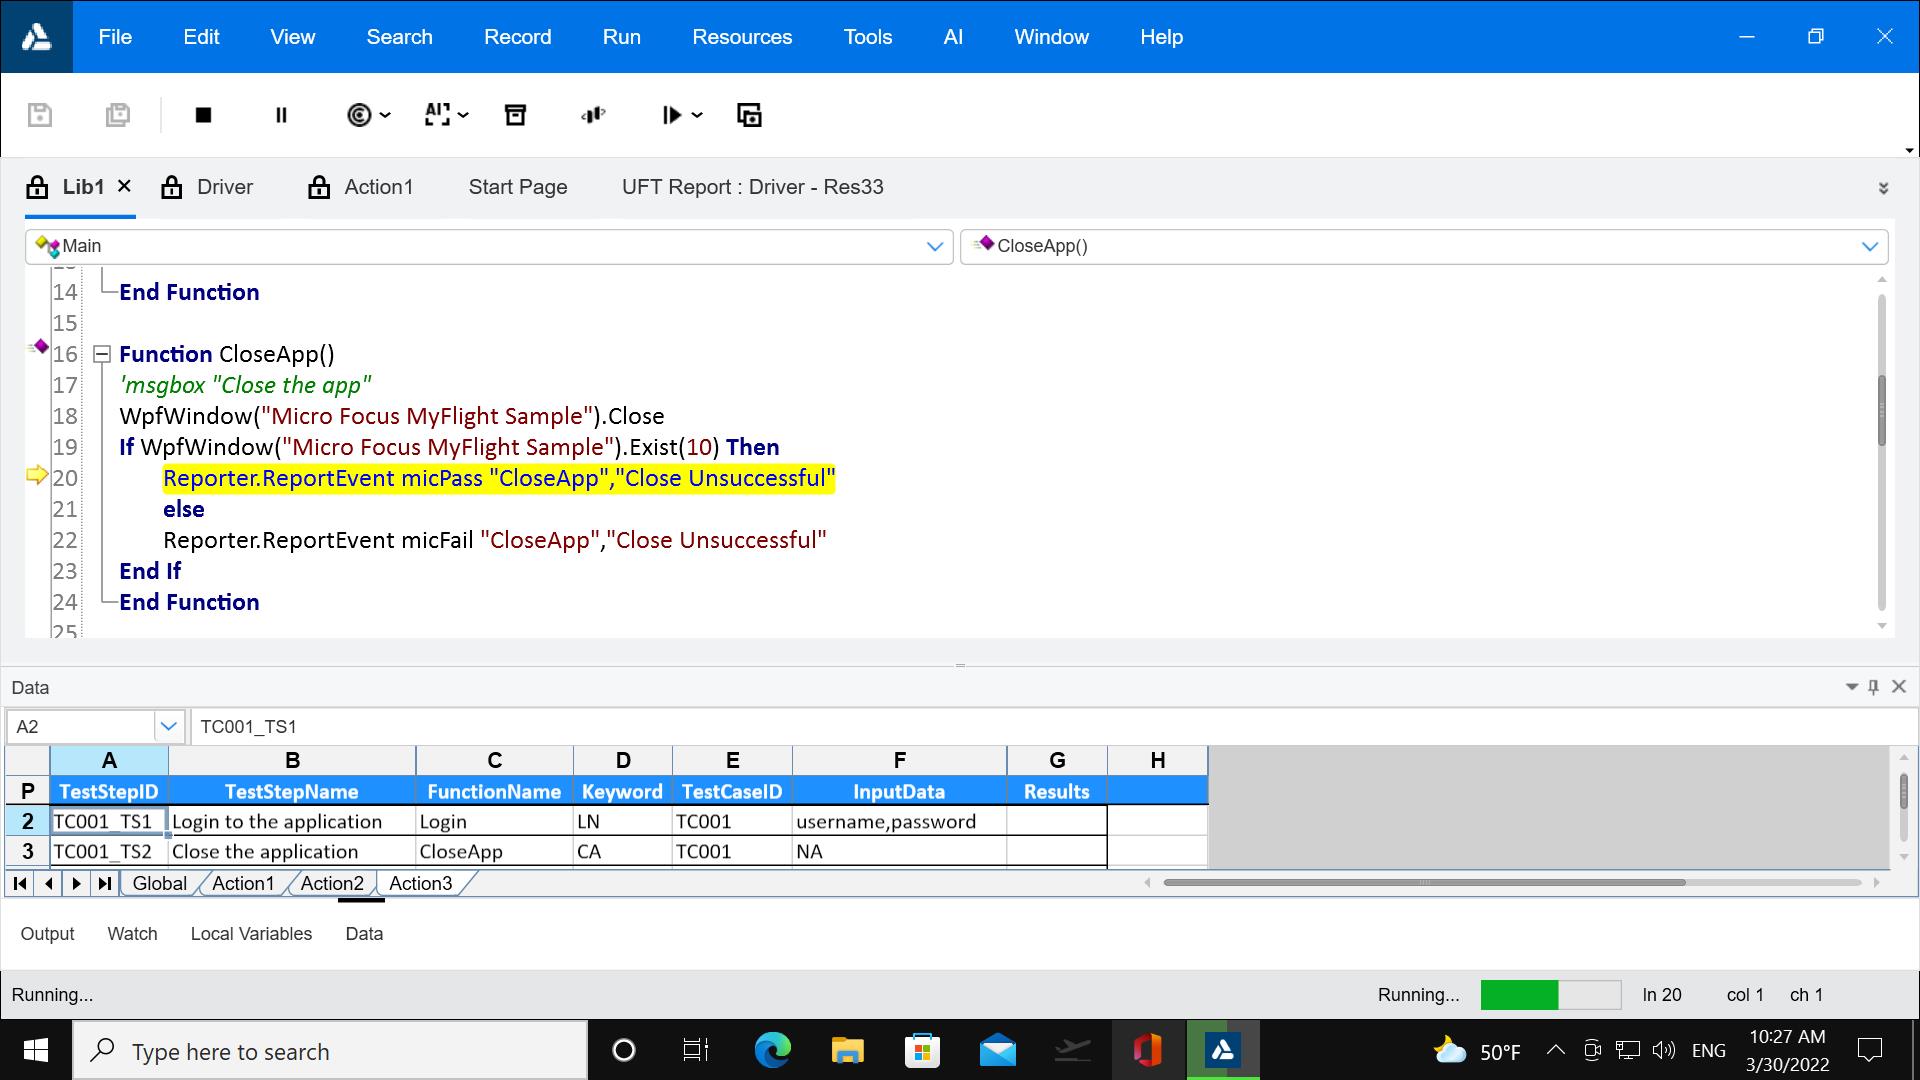 File Edit View Search Record Run Resources Tools AI Window Help
AI
Lib1 Driver Action1 Start Page UFT Report : Driver - Res33
Main CloseApp()
14 End Function
15
16 Function CloseApp()
17 'msgbox "Close the app"
18 WpfWindow("Micro Focus MyFlight Sample").Close
19 If WpfWindow("Micro Focus MyFlight Sample").Exist(10) Then
20 Reporter.ReportEvent micPass "CloseApp","Close Unsuccessful"
21 else
22 Reporter.ReportEvent micFail "CloseApp","Close Unsuccessful"
23 End If
24 End Function
25
Data
A2 TC001_TS1
A B C D E F G H
P TestStepID TestStepName FunctionName Keyword TestCaseID InputData Results
2 TC001_TS1 Login to the application Login LN TC001 username,password
3 TC001_TS2 Close the application CloseApp CA TC001 NA
Global Action1 Action2 Action3
Output Watch Local Variables Data
Running... Running... ln 20 col 1 ch 1
Type here to search 50°F ENG 10:27 AM
3/30/2022